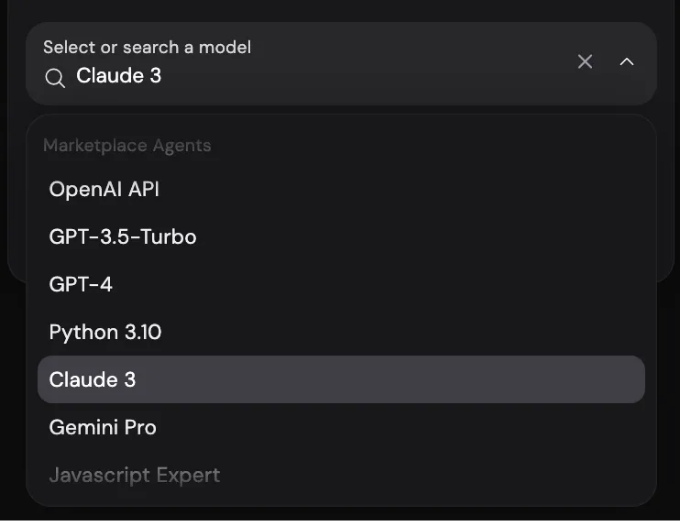 Select or search a model
Claude 3
Marketplace Agents
OpenAI API
GPT-3.5-Turbo
GPT-4
Python 3.10
Claude 3
Gemini Pro
Javascript Expert